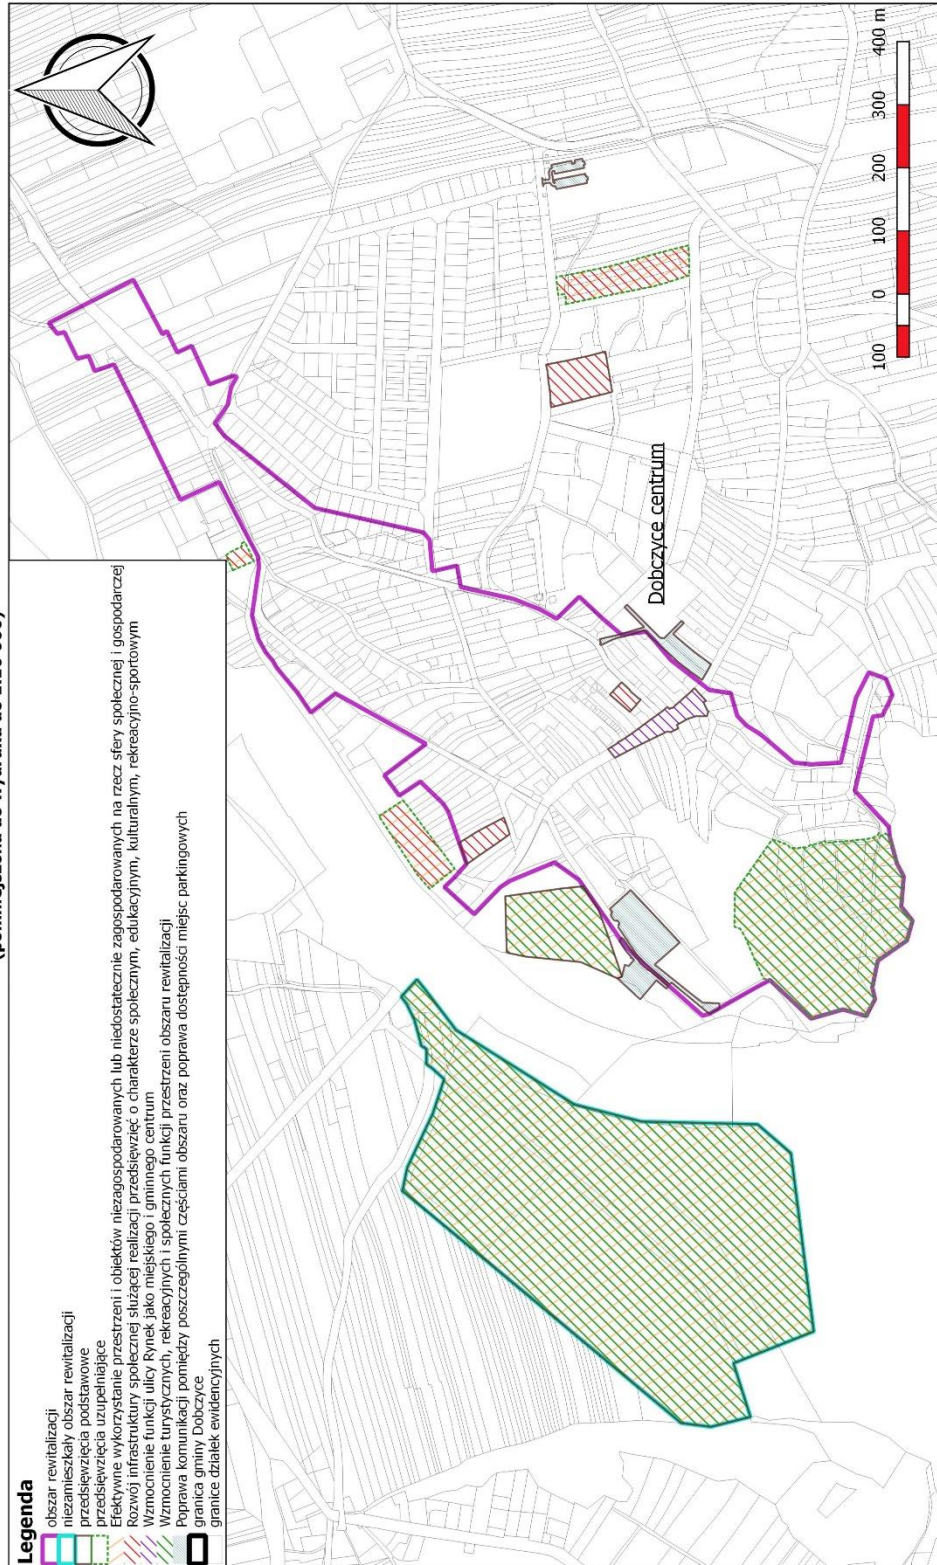 Legenda
obszar rewitalizacji
niezamieszkały obszar rewitalizacji
przedsięwzięcia podstawowe
przedsięwzięcia uzupełniające
Efektywne wykorzystanie przestrzeni i obiektów niezagospodarowanych lub niedostatecznie zagospodarowanych na rzecz sfery społecznej i gospodarczej
Rozwój infrastruktury społecznej służącej realizacji przedsięwzięć o charakterze społecznym, edukacyjnym, kulturalnym, rekreacyjno-sportowym
Wzmocnienie funkcji ulicy Rynek jako miejskiego i gminnego centrum
Wzmocnienie turystycznych, rekreacyjnych i społecznych funkcji przestrzeni obszaru rewitalizacji
Poprawa komunikacji pomiędzy poszczególnymi częściami obszaru oraz poprawa dostępności miejsc parkingowych
granica gminy Dobczyce
granice działek ewidencyjnych
Dobczyce centrum
100 0 100 200 300 400 m